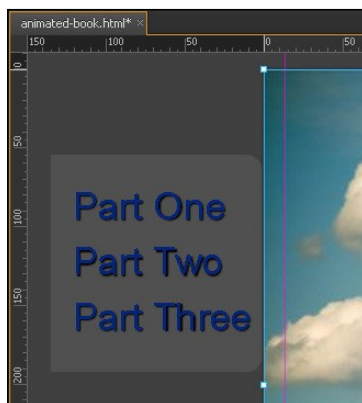 animated-book.html* ×
150 100 50 0 50
0
50
100
150
200
Part One
Part Two
Part Three